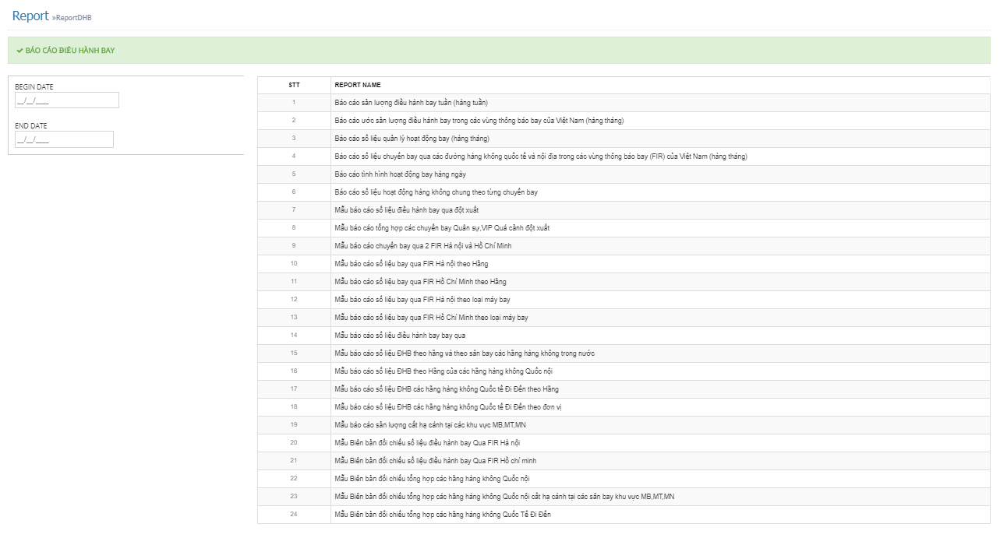 Report »ReportDHB
BÁO CÁO ĐIỀU HÀNH BAY
BEGIN DATE
__/__/____
END DATE
__/__/____
STT REPORT NAME
1 Báo cáo sản lượng điều hành bay tuần (hàng tuần)
2 Báo cáo ước sản lượng điều hành bay trong các vùng thông báo bay của Việt Nam (hàng tháng)
3 Báo cáo số liệu quản lý hoạt động bay (hàng tháng)
4 Báo cáo số liệu chuyến bay qua các đường hàng không quốc tế và nội địa trong các vùng thông báo bay (FIR) của Việt Nam (hàng tháng)
5 Báo cáo tình hình hoạt động bay hàng ngày
6 Báo cáo số liệu hoạt động hàng không chung theo từng chuyến bay
7 Mẫu báo cáo số liệu điều hành bay qua đột xuất
8 Mẫu báo cáo tổng hợp các chuyến bay Quân sự,VIP Quá cảnh đột xuất
9 Mẫu báo cáo chuyến bay qua 2 FIR Hà nội và Hồ Chí Minh
10 Mẫu báo cáo số liệu bay qua FIR Hà nội theo Hãng
11 Mẫu báo cáo số liệu bay qua FIR Hồ Chí Minh theo Hãng
12 Mẫu báo cáo số liệu bay qua FIR Hà nội theo loại máy bay
13 Mẫu báo cáo số liệu bay qua FIR Hồ Chí Minh theo loại máy bay
14 Mẫu báo cáo số liệu điều hành bay bay qua
15 Mẫu báo cáo số liệu ĐHB theo hãng và theo sân bay các hãng hàng không trong nước
16 Mẫu báo cáo số liệu ĐHB theo Hãng của các hãng hàng không Quốc nội
17 Mẫu báo cáo số liệu ĐHB các hãng hàng không Quốc tế Đi Đến theo Hãng
18 Mẫu báo cáo số liệu ĐHB các hãng hàng không Quốc tế Đi Đến theo đơn vị
19 Mẫu báo cáo sản lượng cất hạ cánh tại các khu vực MB,MT,MN
20 Mẫu Biên bản đối chiếu số liệu điều hành bay Qua FIR Hà nội
21 Mẫu Biên bản đối chiếu số liệu điều hành bay Qua FIR Hồ chí minh
22 Mẫu Biên bản đối chiếu tổng hợp các hãng hàng không Quốc nội
23 Mẫu Biên bản đối chiếu tổng hợp các hãng hàng không Quốc nội cất hạ cánh tại các sân bay khu vực MB,MT,MN
24 Mẫu Biên bản đối chiếu tổng hợp các hãng hàng không Quốc Tế Đi Đến